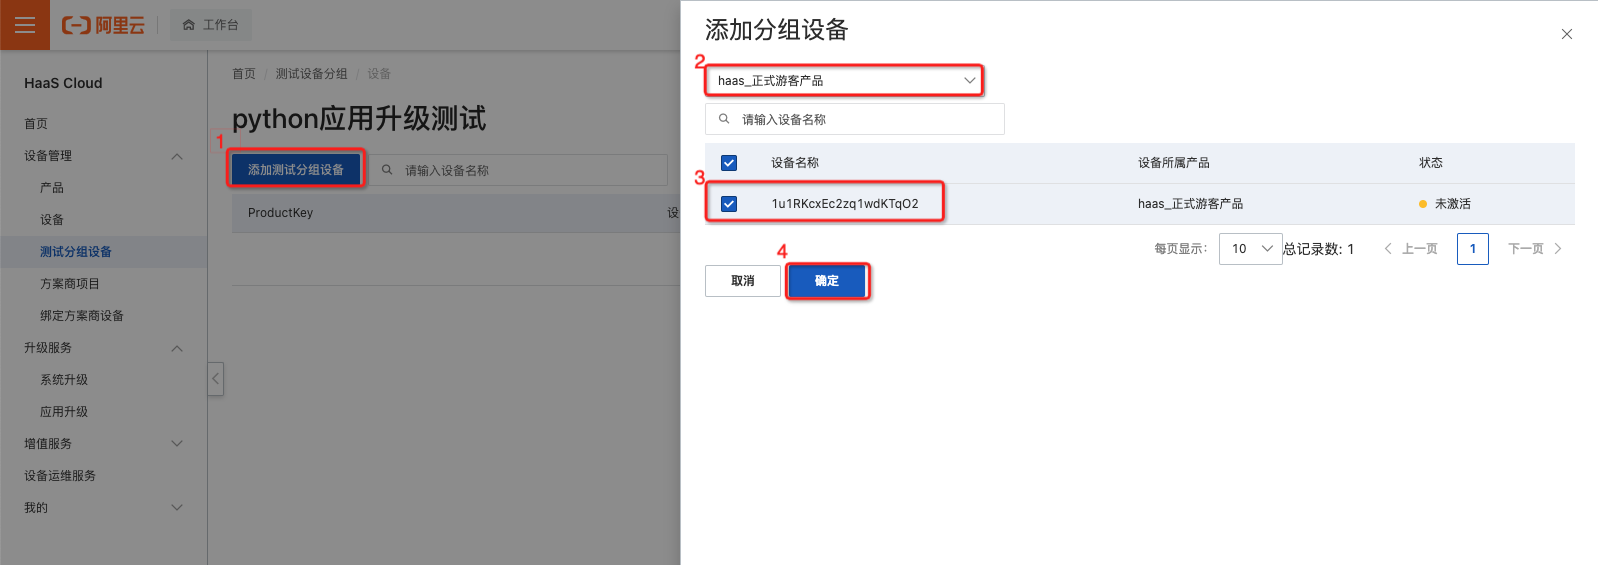 阿里云
工作台
HaaS Cloud
首页
设备管理
产品
设备
测试分组设备
方案商项目
绑定方案商设备
升级服务
系统升级
应用升级
增值服务
设备运维服务
我的
首页 / 测试设备分组 / 设备
python应用升级测试
1
添加测试分组设备
请输入设备名称
ProductKey
设
添加分组设备
2
haas_正式游客产品
请输入设备名称
设备名称 设备所属产品 状态
3
1u1RKcxEc2zq1wdKTqO2 haas_正式游客产品 未激活
每页显示: 10 总记录数: 1 上一页 1 下一页
4
取消 确定